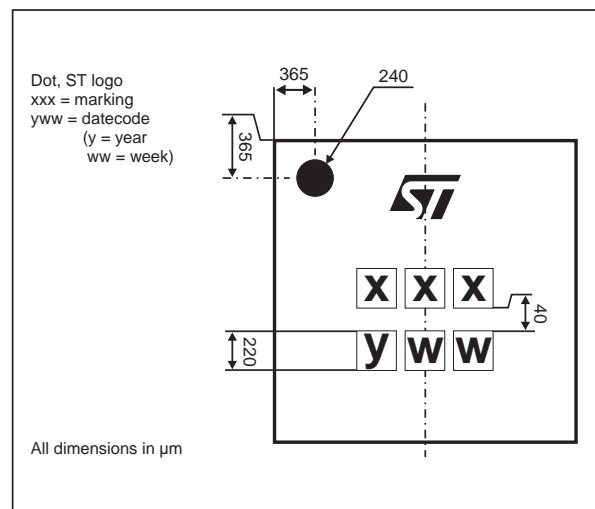 365
240
Dot, ST logo
xxx = marking
yww = datecode
(y = year
ww = week)
365
ST
x x x
40
y w w
220
All dimensions in µm